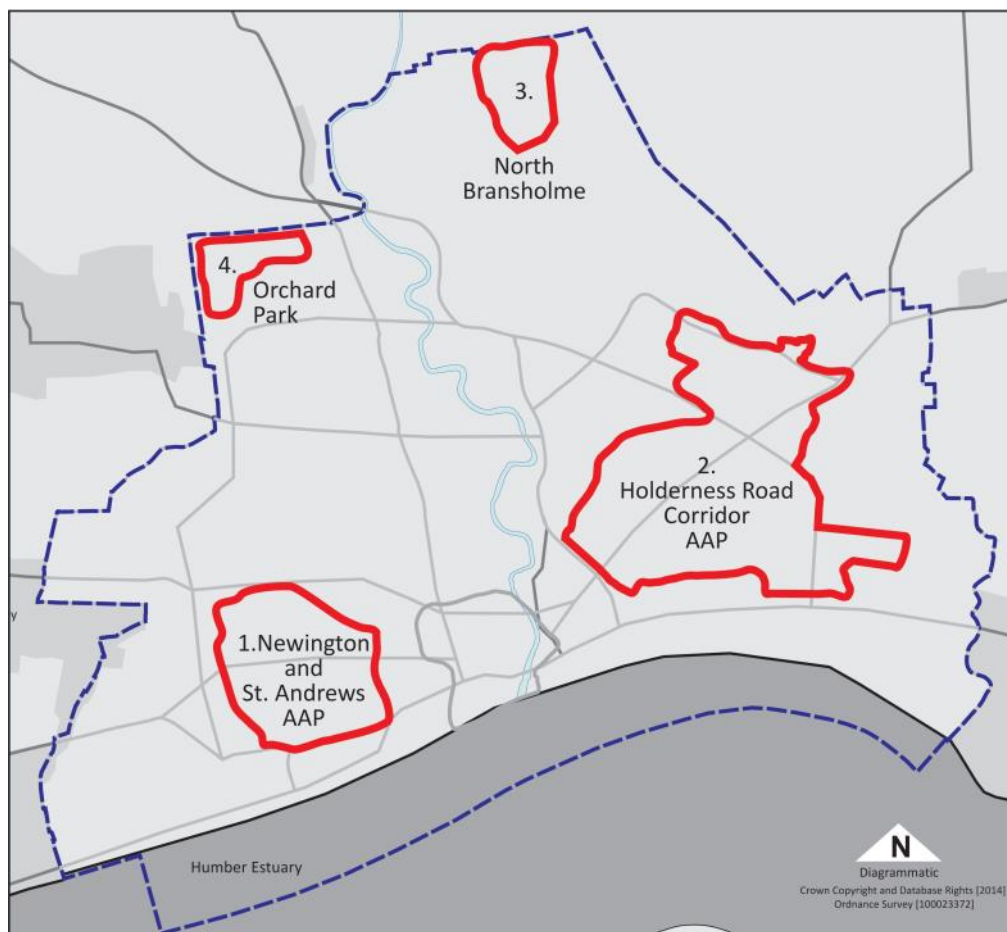 3.
North
Bransholme
4.
Orchard
Park
2.
Holderness Road
Corridor
AAP
1.Newington
and
St. Andrews
AAP
y
Humber Estuary
N
Diagrammatic
Crown Copyright and Database Rights [2014]
Ordnance Survey [100023372]